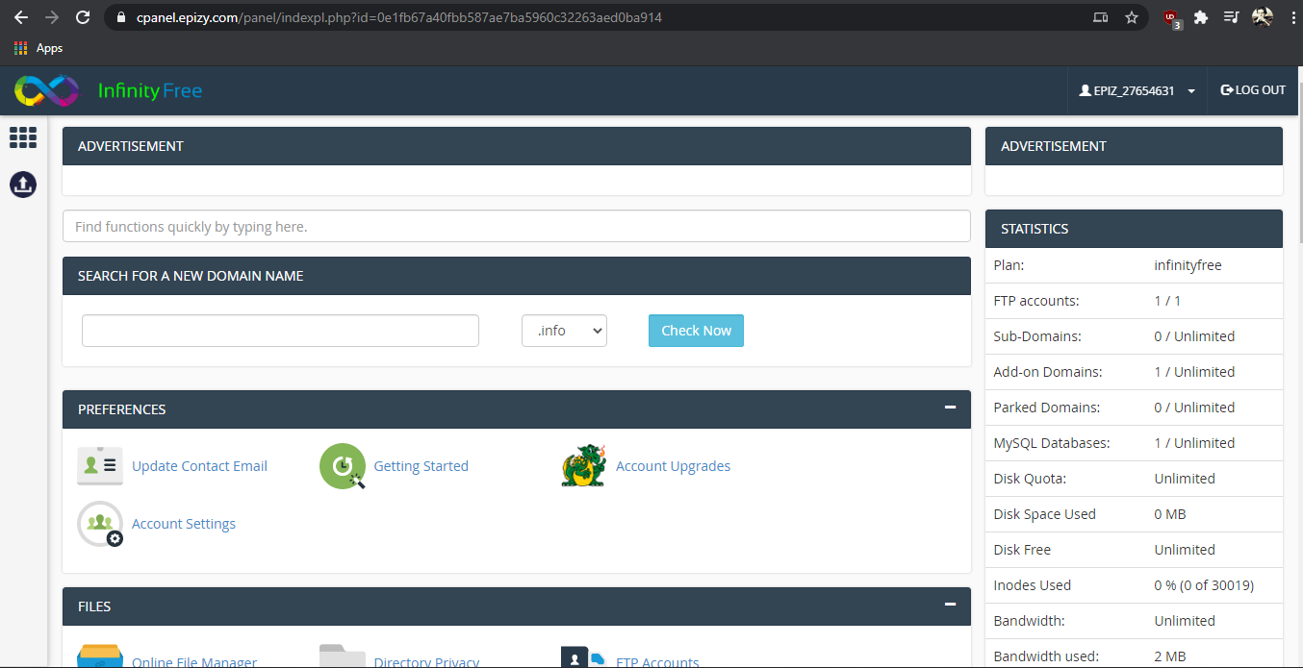 cpanel.epizy.com/panel/indexpl.php?id=0e1fb67a40fbb587ae7ba5960c32263aed0ba914
UD
3
Apps
InfinityFree
EPIZ_27654631
LOG OUT
ADVERTISEMENT
Find functions quickly by typing here.
SEARCH FOR A NEW DOMAIN NAME
.info
Check Now
PREFERENCES
Update Contact Email
Getting Started
Account Upgrades
Account Settings
FILES
Online File Manager
Directory Privacy
FTP Accounts
ADVERTISEMENT
STATISTICS
Plan: infinityfree
FTP accounts: 1 / 1
Sub-Domains: 0 / Unlimited
Add-on Domains: 1 / Unlimited
Parked Domains: 0 / Unlimited
MySQL Databases: 1 / Unlimited
Disk Quota: Unlimited
Disk Space Used 0 MB
Disk Free Unlimited
Inodes Used 0 % (0 of 30019)
Bandwidth: Unlimited
Bandwidth used: 2 MB